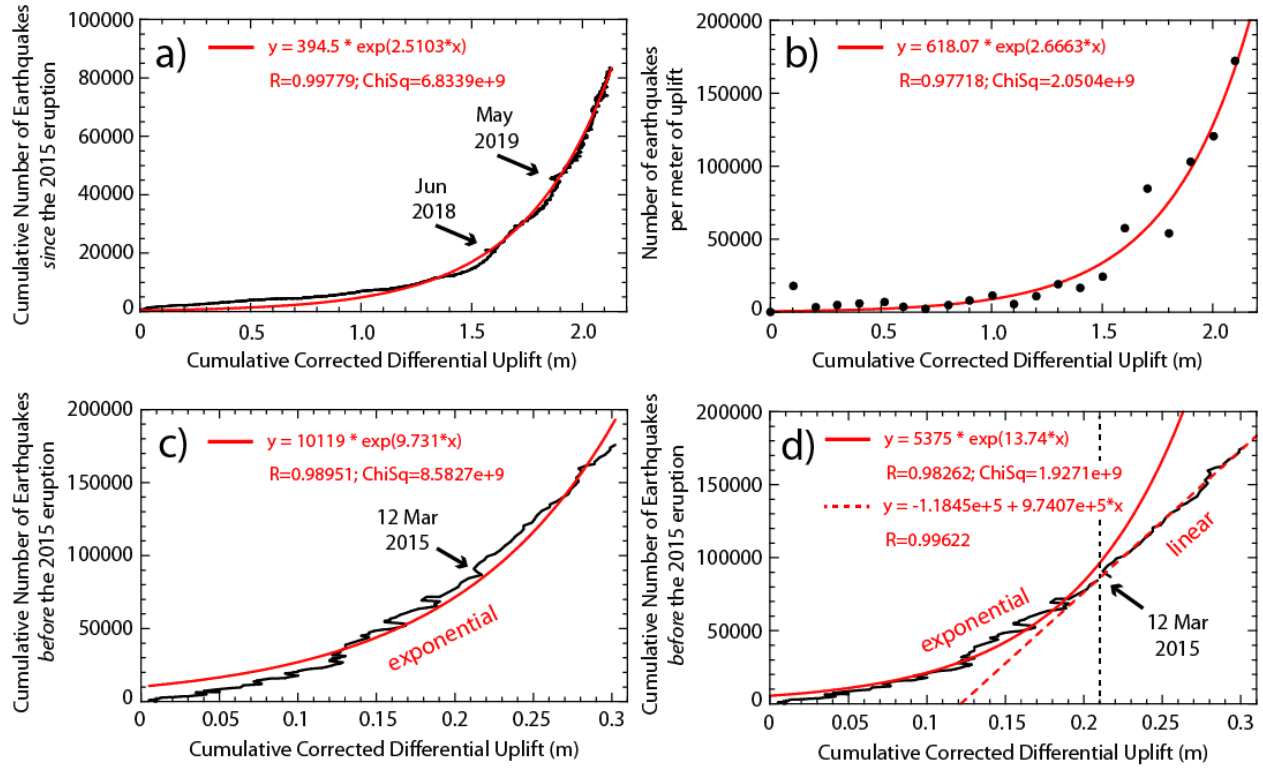 a)
y = 394.5 * exp(2.5103*x)
R=0.99779; ChiSq=6.8339e+9
May
2019
Jun
2018
Cumulative Number of Earthquakes
since the 2015 eruption
100000
80000
60000
40000
20000
0
0 0.5 1.0 1.5 2.0
Cumulative Corrected Differential Uplift (m)
b)
y = 618.07 * exp(2.6663*x)
R=0.97718; ChiSq=2.0504e+9
Number of earthquakes
per meter of uplift
200000
150000
100000
50000
0
0 0.5 1.0 1.5 2.0
Cumulative Corrected Differential Uplift (m)
c)
y = 10119 * exp(9.731*x)
R=0.98951; ChiSq=8.5827e+9
12 Mar
2015
exponential
Cumulative Number of Earthquakes
before the 2015 eruption
200000
150000
100000
50000
0
0 0.05 0.1 0.15 0.2 0.25 0.3
Cumulative Corrected Differential Uplift (m)
d)
y = 5375 * exp(13.74*x)
R=0.98262; ChiSq=1.9271e+9
y = -1.1845e+5 + 9.7407e+5*x
R=0.99622
linear
exponential
12 Mar
2015
Cumulative Number of Earthquakes
before the 2015 eruption
200000
150000
100000
50000
0
0 0.05 0.1 0.15 0.2 0.25 0.3
Cumulative Corrected Differential Uplift (m)